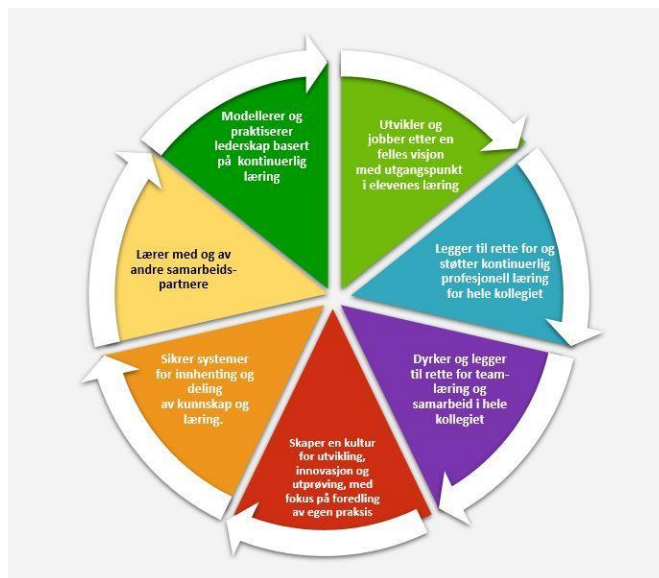 Modellerer og
praktiserer
lederskap basert
på kontinuerlig
læring
Utvikler og
jobber etter en
felles visjon
med utgangspunkt
i elevenes læring
Legger til rette for og
støtter kontinuerlig
profesjonell læring
for hele kollegiet
Dyrker og legger
til rette for team-
læring og
samarbeid i hele
kollegiet
Skaper en kultur
for utvikling,
innovasjon og
utprøving, med
fokus på foredling
av egen praksis
Sikrer systemer
for innhenting og
deling
av kunnskap og
læring.
Lærer med og av
andre samarbeids-
partnere